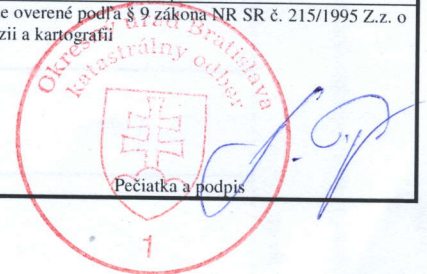 e overené podľa § 9 zákona NR SR č. 215/1995 Z.z. o
zii a kartografii
Okresný úrad Bratislava
katastrálny odbor
Pečiatka a podpis
1